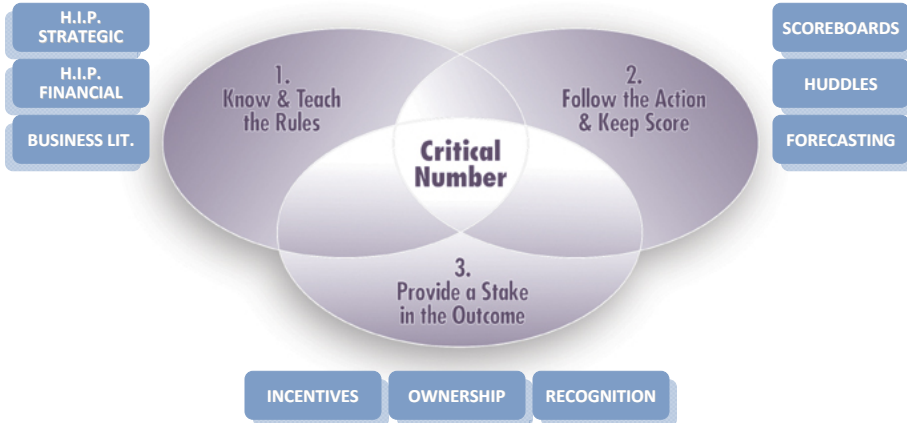 H.I.P.
STRATEGIC
H.I.P.
FINANCIAL
BUSINESS LIT.
1.
Know & Teach
the Rules
2.
Follow the Action
& Keep Score
SCOREBOARDS
HUDDLES
FORECASTING
Critical
Number
3.
Provide a Stake
in the Outcome
INCENTIVES
OWNERSHIP
RECOGNITION